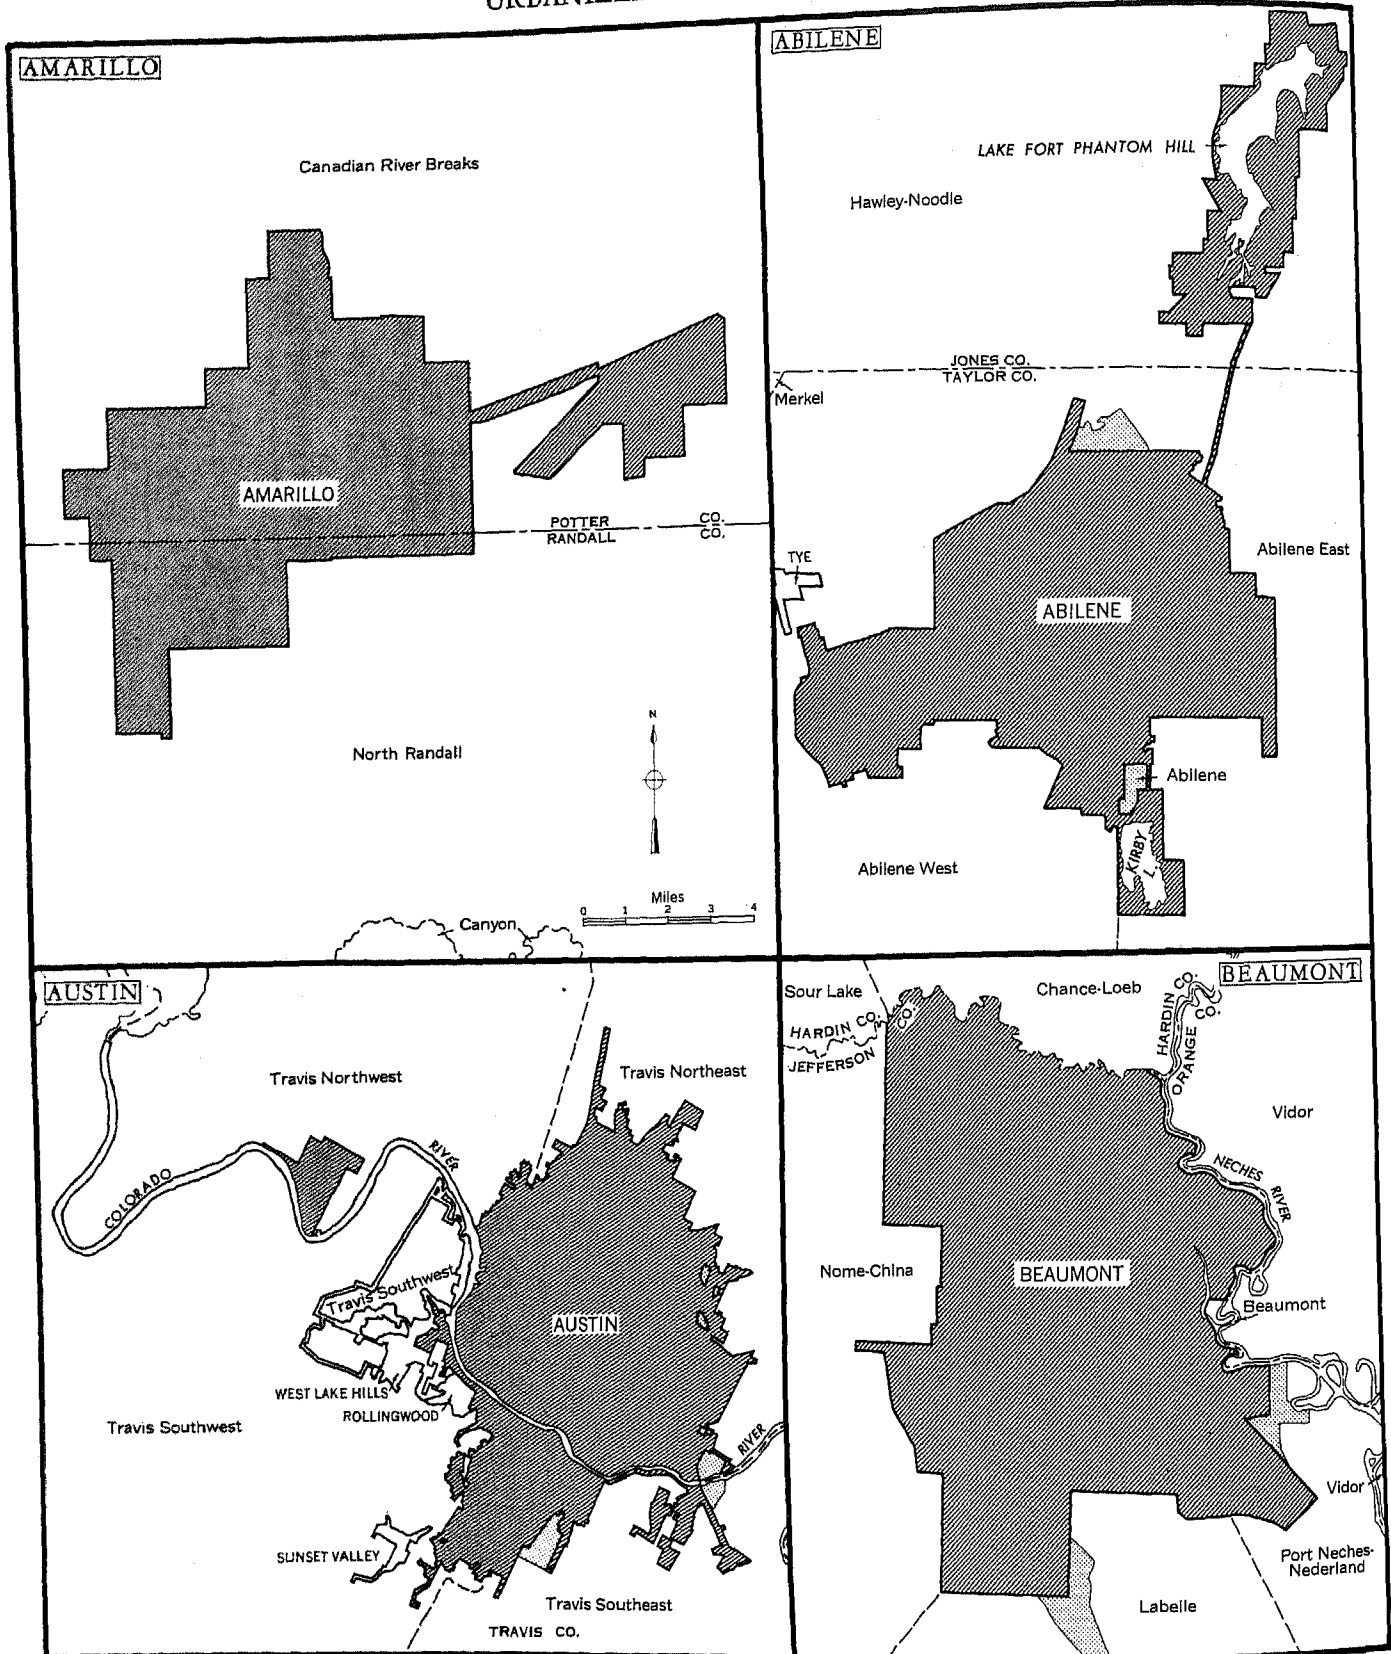 AMARILLO
Canadian River Breaks
AMARILLO
POTTER CO.
RANDALL CO.
North Randall
N
Miles
0 1 2 3 4
Canyon
ABILENE
LAKE FORT PHANTOM HILL
Hawley-Noodle
JONES CO.
TAYLOR CO.
Merkel
TYE
Abilene East
ABILENE
Abilene
Abilene West
KIRBY
L.
AUSTIN
Travis Northwest
Travis Northeast
COLORADO
RIVER
Travis Southwest
AUSTIN
WEST LAKE HILLS
ROLLINGWOOD
Travis Southwest
RIVER
SUNSET VALLEY
Travis Southeast
TRAVIS CO.
BEAUMONT
Sour Lake
Chance-Loeb
HARDIN CO.
JEFFERSON CO.
HARDIN CO.
ORANGE CO.
Vidor
NECHES RIVER
Nome-China
BEAUMONT
Beaumont
Vidor
Port Neches-
Nederland
Labelle